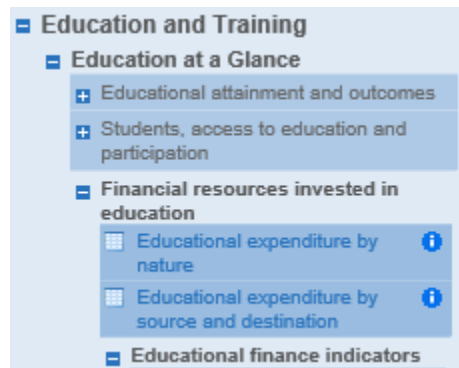 Education and Training
Education at a Glance
Educational attainment and outcomes
Students, access to education and
participation
Financial resources invested in
education
Educational expenditure by
nature
Educational expenditure by
source and destination
Educational finance indicators